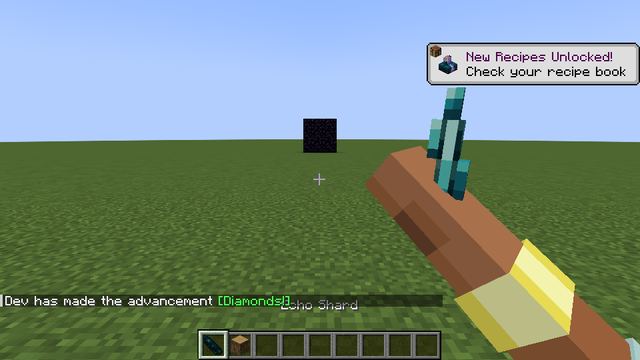 New Recipes Unlocked!
Check your recipe book
Dev has made the advancement [Diamonds!]
Echo Shard